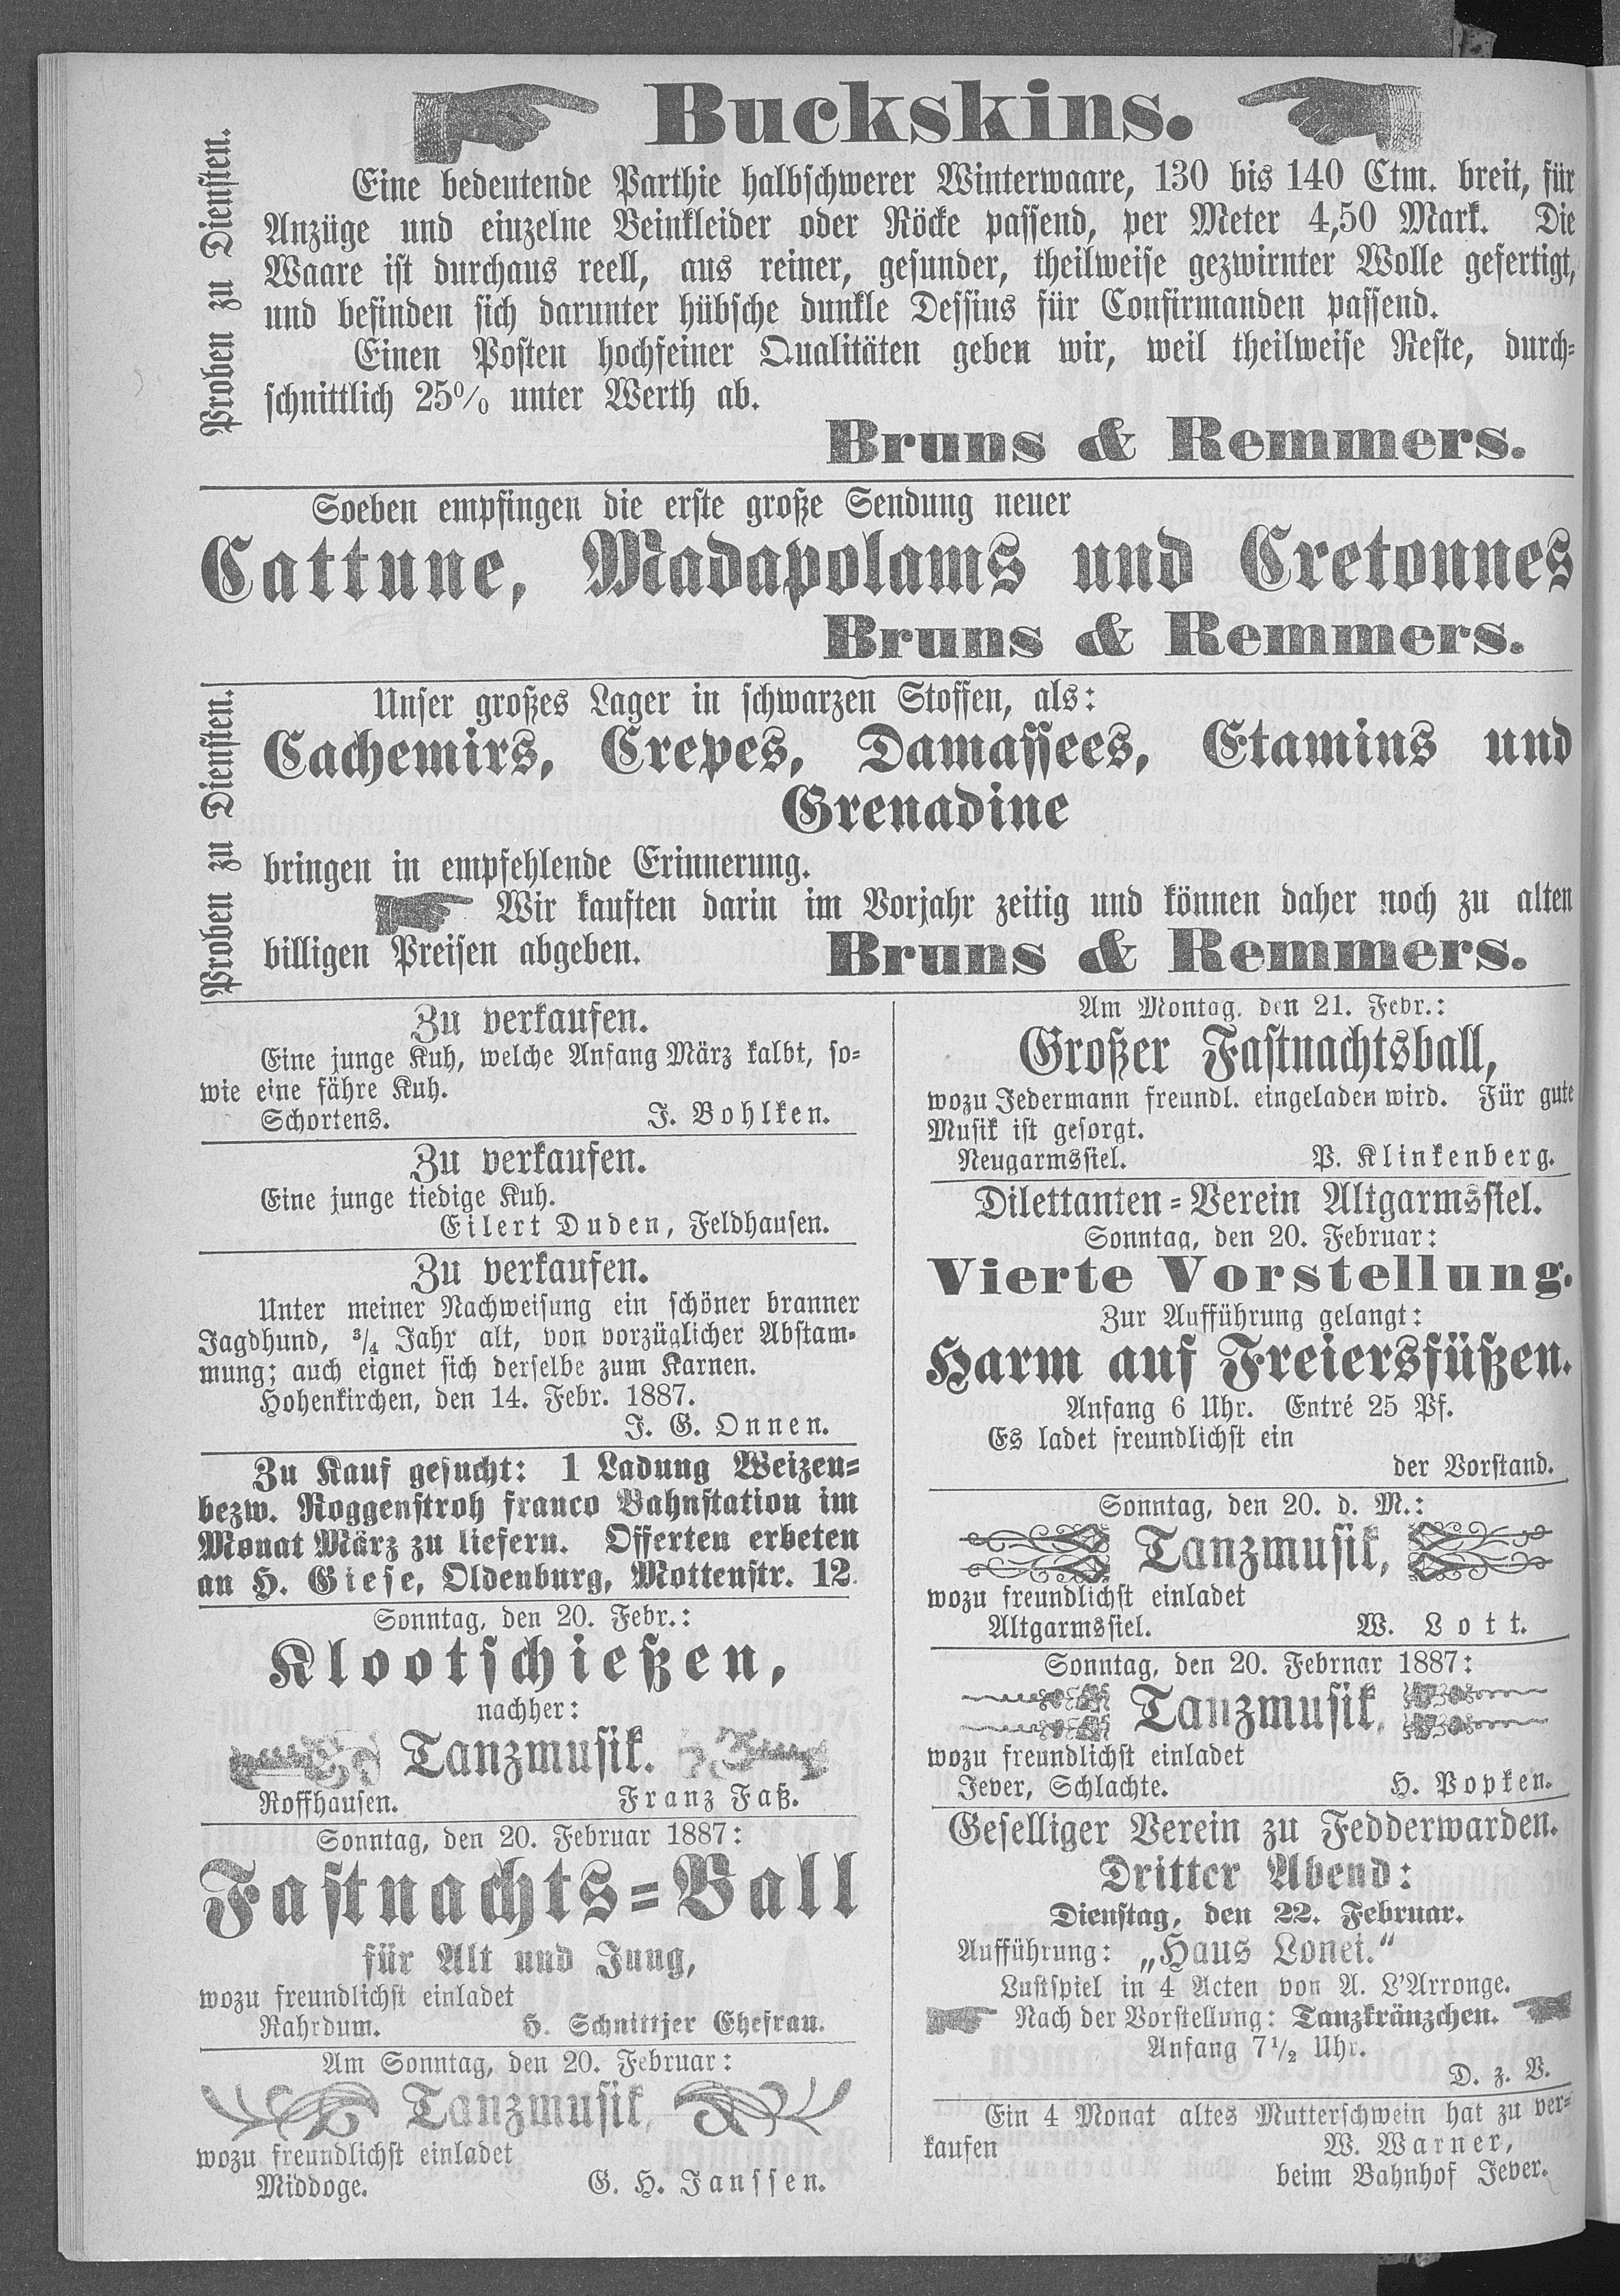 Buckskins.
Proben zu Diensten.
Eine bedeutende Parthie halbschwerer Winterwaare, 130 bis 140 Ctm. breit, für
Anzüge und einzelne Beinkleider oder Röcke passend, per Meter 4,50 Mark. Die
Waare ist durchaus reell, aus reiner, gesunder, theilweise gezwirnter Wolle gefertigt,
und befinden sich darunter hübsche dunkle Dessins für Confirmanden passend.
Einen Posten hochfeiner Qualitäten geben wir, weil theilweise Reste, durch-
schnittlich 25% unter Werth ab.
Bruns & Remmers.
Soeben empfingen die erste große Sendung neuer
Cattune, Madapolams und Cretonnes
Bruns & Remmers.
Proben zu Diensten.
Unser großes Lager in schwarzen Stoffen, als:
Cachemirs, Crepes, Damassees, Etamins und
Grenadine
bringen in empfehlende Erinnerung.
Wir kauften darin im Vorjahr zeitig und können daher noch zu alten
billigen Preisen abgeben.
Bruns & Remmers.
Zu verkaufen.
Eine junge Kuh, welche Anfang März kalbt, so-
wie eine fähre Kuh.
Schortens. J. Bohlken.
Zu verkaufen.
Eine junge tiedige Kuh.
Eilert Duden, Feldhausen.
Zu verkaufen.
Unter meiner Nachweisung ein schöner branner
Jagdhund, 3/4 Jahr alt, von vorzüglicher Abstam-
mung; auch eignet sich derselbe zum Karnen.
Hohenkirchen, den 14. Febr. 1887.
J. G. Onnen.
Zu Kauf gesucht: 1 Ladung Weizen-
bezw. Roggenstroh franco Bahnstation im
Monat März zu liefern. Offerten erbeten
an H. Giese, Oldenburg, Mottenstr. 12.
Sonntag, den 20. Febr.:
Klootschießen,
nachher:
Tanzmusik.
Roffhausen. Franz Faß.
Sonntag, den 20. Februar 1887:
Fastnachts-Ball
für Alt und Jung,
wozu freundlichst einladet
Rahrdum. H. Schnittjer Ehefrau.
Am Sonntag, den 20. Februar:
Tanzmusik,
wozu freundlichst einladet
Middoge. G. H. Janssen.
Am Montag, den 21. Febr.:
Großer Fastnachtsball,
wozu Jedermann freundl. eingeladen wird. Für gute
Musik ist gesorgt.
Neugarmssiel. P. Klinkenberg.
Dilettanten-Verein Altgarmssiel.
Sonntag, den 20. Februar:
Vierte Vorstellung.
Zur Aufführung gelangt:
Harm auf Freiersfüßen.
Anfang 6 Uhr. Entré 25 Pf.
Es ladet freundlichst ein
der Vorstand.
Sonntag, den 20. d. M.:
Tanzmusik,
wozu freundlichst einladet
Altgarmssiel. W. Lott.
Sonntag, den 20. Februar 1887:
Tanzmusik,
wozu freundlichst einladet
Jever, Schlachte. H. Popken.
Geselliger Verein zu Fedderwarden.
Dritter Abend:
Dienstag, den 22. Februar.
Aufführung: „Haus Lonei.“
Lustspiel in 4 Acten von A. L'Arronge.
Nach der Vorstellung: Tanzkränzchen.
Anfang 7 1/2 Uhr.
D. z. V.
Ein 4 Monat altes Mutterschwein hat zu ver-
kaufen W. Warner,
beim Bahnhof Jever.